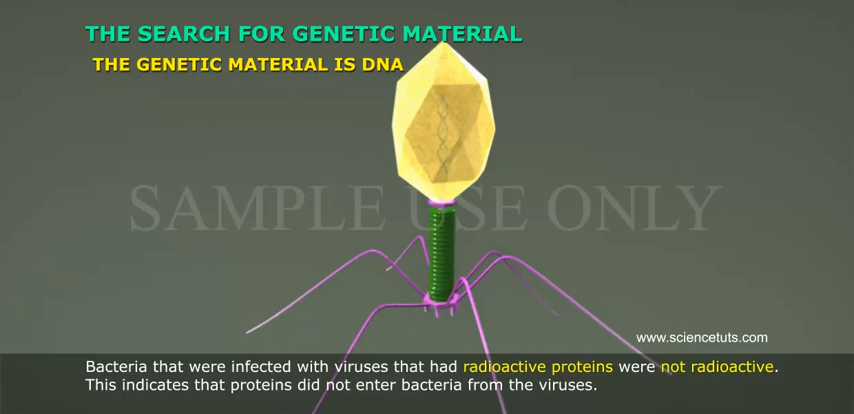 THE SEARCH FOR GENETIC MATERIAL
THE GENETIC MATERIAL IS DNA
SAMPLE USE ONLY
www.sciencetuts.com
Bacteria that were infected with viruses that had radioactive proteins were not radioactive.
This indicates that proteins did not enter bacteria from the viruses.